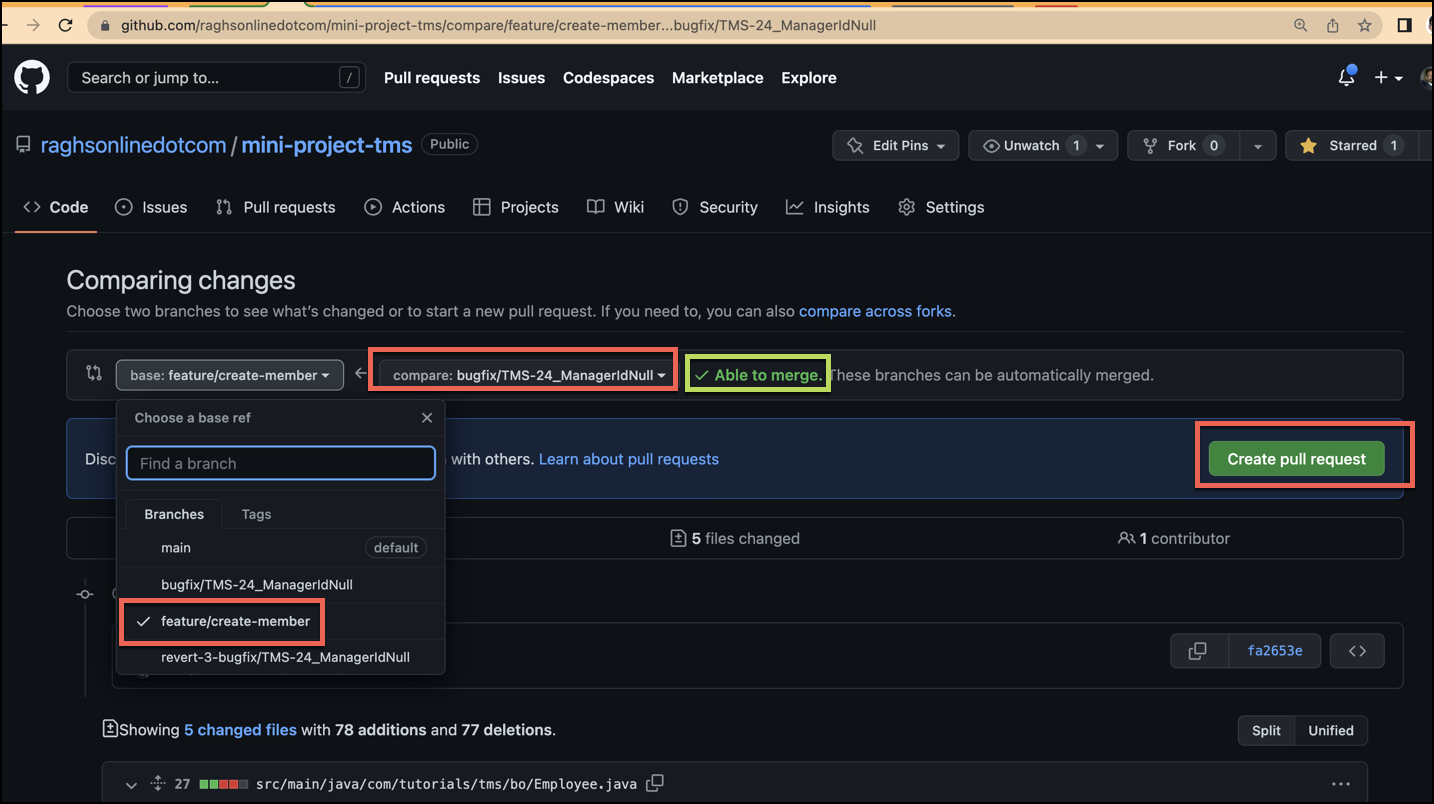 github.com/raghsonlinedotcom/mini-project-tms/compare/feature/create-member...bugfix/TMS-24_ManagerIdNull
Search or jump to... / Pull requests Issues Codespaces Marketplace Explore
raghsonlinedotcom / mini-project-tms Public Edit Pins Unwatch 1 Fork 0 Starred 1
Code Issues Pull requests Actions Projects Wiki Security Insights Settings
Comparing changes
Choose two branches to see what's changed or to start a new pull request. If you need to, you can also compare across forks.
base: feature/create-member compare: bugfix/TMS-24_ManagerIdNull Able to merge. These branches can be automatically merged.
Choose a base ref
Find a branch with others. Learn about pull requests Create pull request
Branches Tags
5 files changed 1 contributor
main default
bugfix/TMS-24_ManagerIdNull
feature/create-member
revert-3-bugfix/TMS-24_ManagerIdNull fa2653e
Showing 5 changed files with 78 additions and 77 deletions. Split Unified
27 src/main/java/com/tutorials/tms/bo/Employee.java